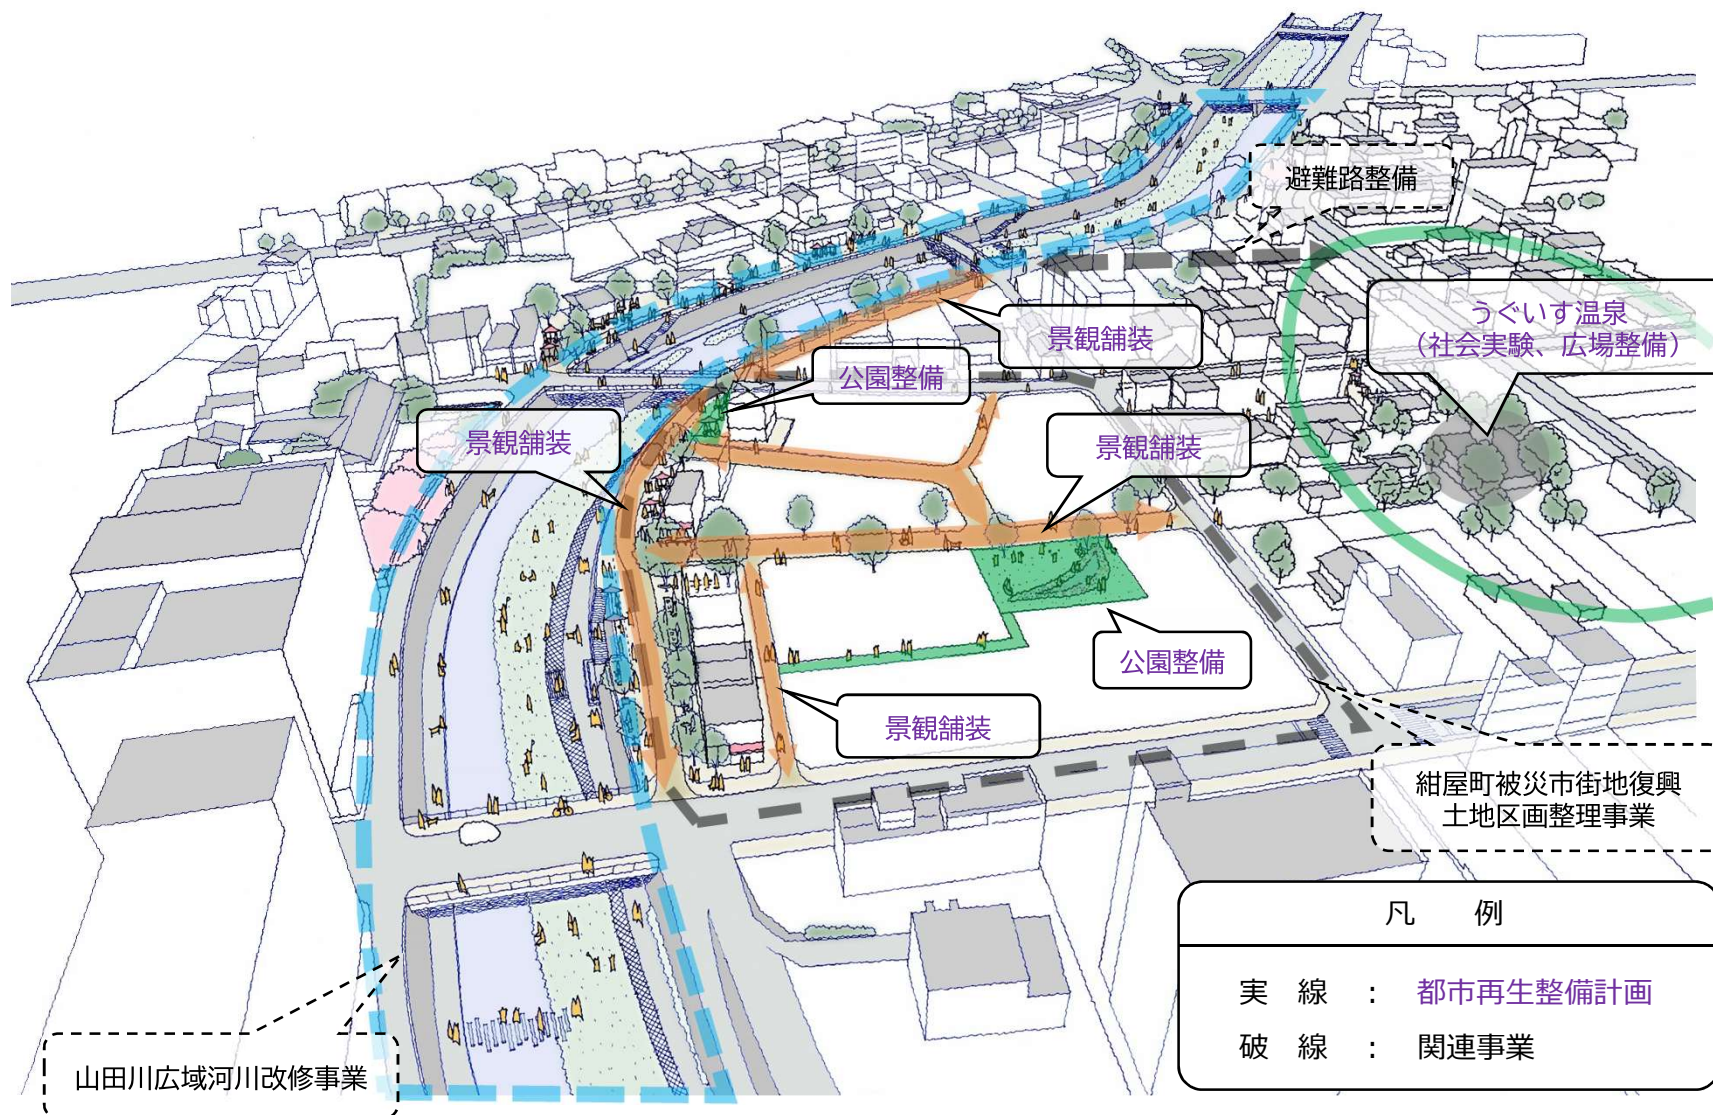 避難路整備
うぐいす温泉
（社会実験、広場整備）
景観舗装
公園整備
景観舗装
景観舗装
公園整備
景観舗装
紺屋町被災市街地復興
土地区画整理事業
山田川広域河川改修事業
凡　例
実　線　：　都市再生整備計画
破　線　：　関連事業